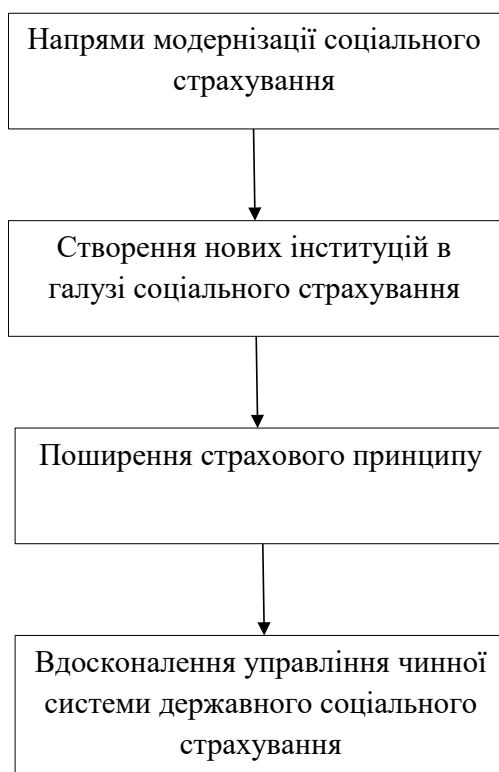 Напрями модернізації соціального
страхування
Створення нових інституцій в
галузі соціального страхування
Поширення страхового принципу
Вдосконалення управління чинної
системи державного соціального
страхування